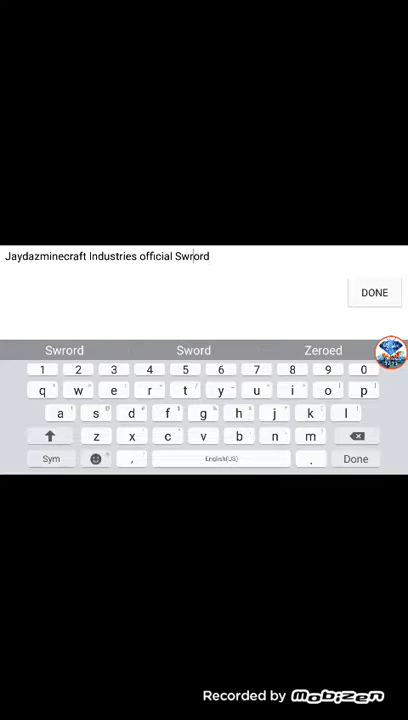 Jaydazminecraft Industries official Swrord
DONE
Swrord Sword Zeroed
1 2 3 4 5 6 7 8 9 0
q w e r t y u i o p
a s d f g h j k l
z x c v b n m
Sym , English(US) . Done
Recorded by MOBIZEN